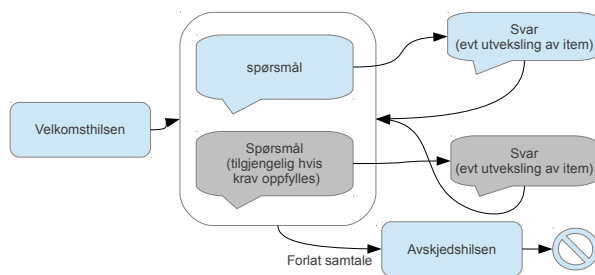 Velkomsthilsen
spørsmål
Spørsmål
(tilgjengelig hvis
krav oppfylles)
Svar
(evt utveksling av item)
Svar
(evt utveksling av item)
Forlat samtale
Avskjedshilsen